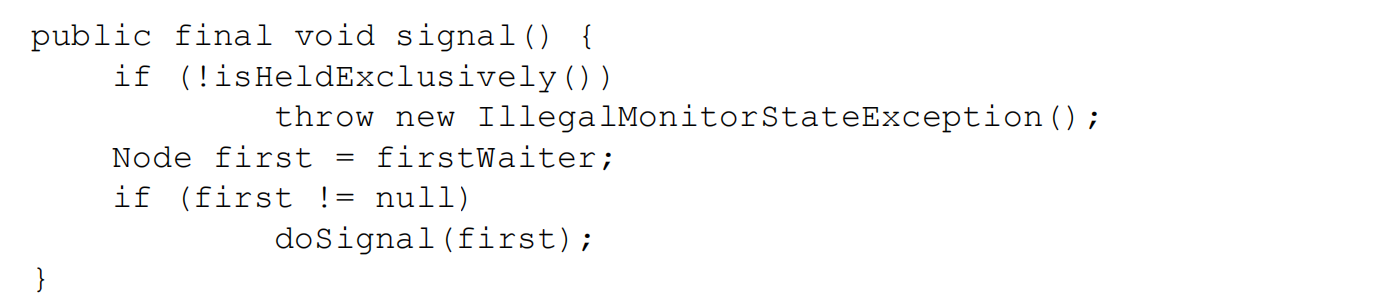 public final void signal() {
    if (!isHeldExclusively())
            throw new IllegalMonitorStateException();
    Node first = firstWaiter;
    if (first != null)
            doSignal(first);
}